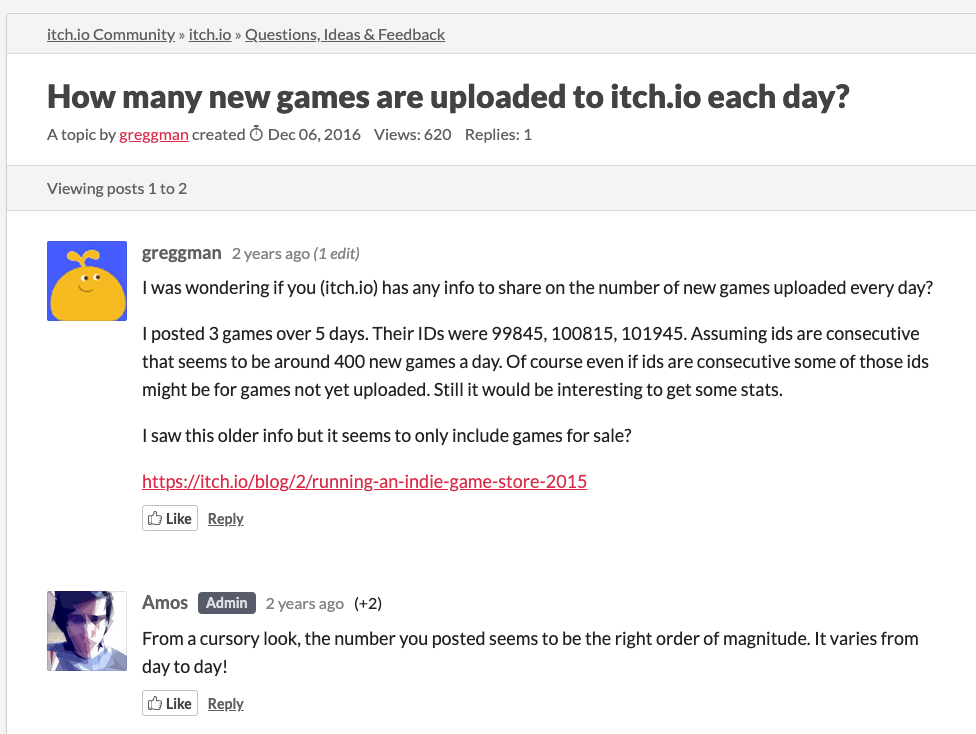 itch.io Community » itch.io » Questions, Ideas & Feedback
How many new games are uploaded to itch.io each day?
A topic by greggman created Dec 06, 2016 Views: 620 Replies: 1
Viewing posts 1 to 2
greggman 2 years ago (1 edit)
I was wondering if you (itch.io) has any info to share on the number of new games uploaded every day?
I posted 3 games over 5 days. Their IDs were 99845, 100815, 101945. Assuming ids are consecutive
that seems to be around 400 new games a day. Of course even if ids are consecutive some of those ids
might be for games not yet uploaded. Still it would be interesting to get some stats.
I saw this older info but it seems to only include games for sale?
https://itch.io/blog/2/running-an-indie-game-store-2015
Like Reply
Amos Admin 2 years ago (+2)
From a cursory look, the number you posted seems to be the right order of magnitude. It varies from
day to day!
Like Reply